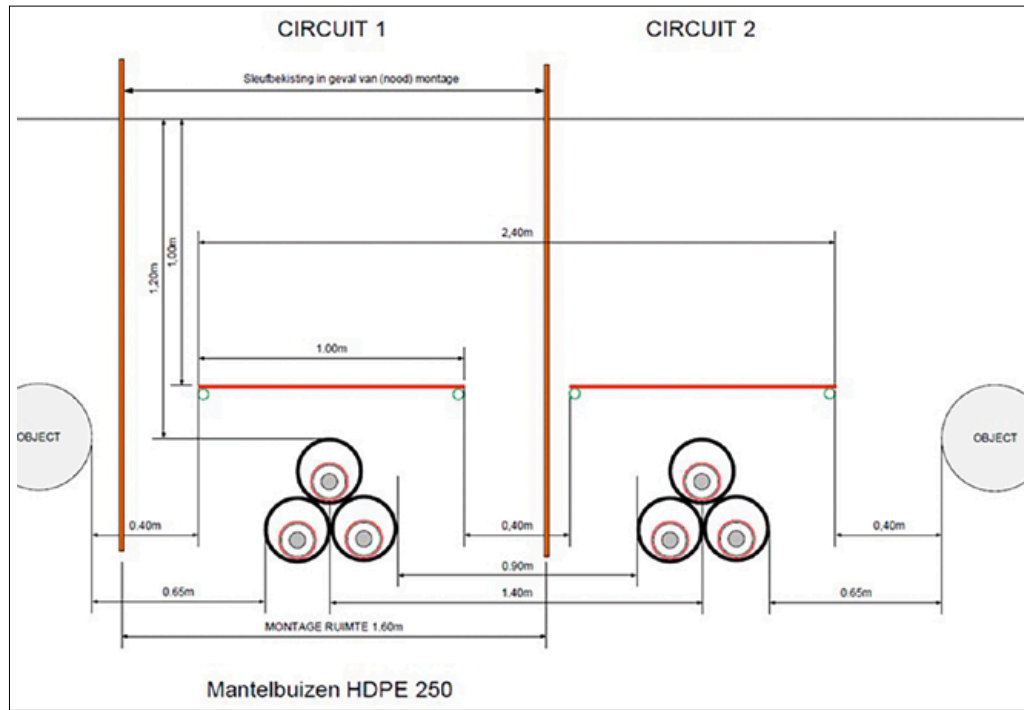 CIRCUIT 1
CIRCUIT 2
Sleufbekisting in geval van (nood) montage
2,40m
1,00m
1,20m
1.00m
OBJECT
OBJECT
0.40m
0,40m
0,40m
0.90m
0.65m
1.40m
0.65m
MONTAGE RUIMTE 1.60m
Mantelbuizen HDPE 250